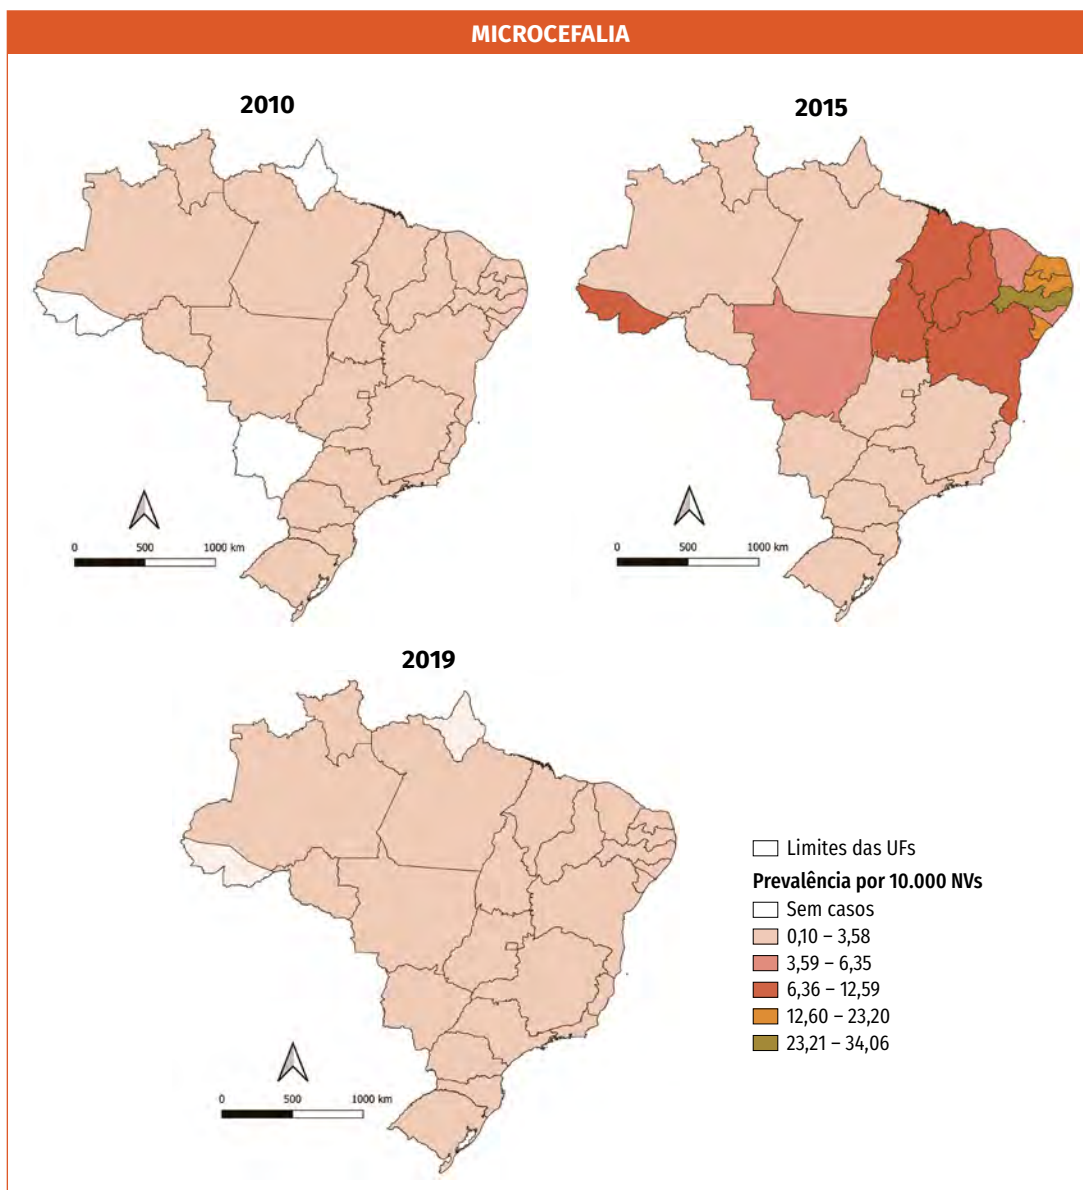 MICROCEFALIA
2010
2015
0 500 1000 km
0 500 1000 km
2019
0 500 1000 km
Limites das UFs
Prevalência por 10.000 NVs
Sem casos
0,10 – 3,58
3,59 – 6,35
6,36 – 12,59
12,60 – 23,20
23,21 – 34,06